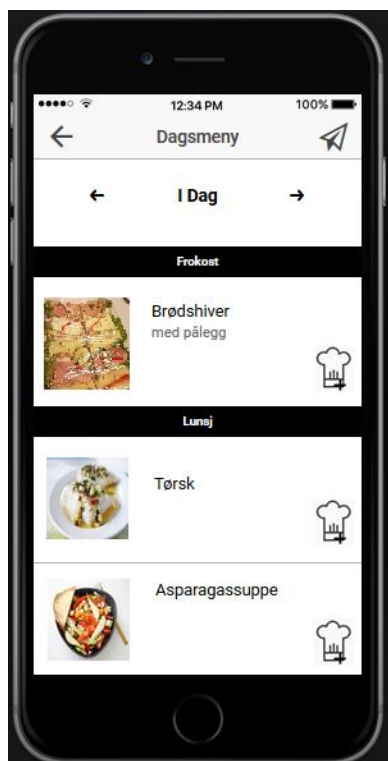 12:34 PM 100%
Dagsmeny
I Dag
Frokost
Brødshiver
med pålegg
Lunsj
Tørsk
Asparagassuppe